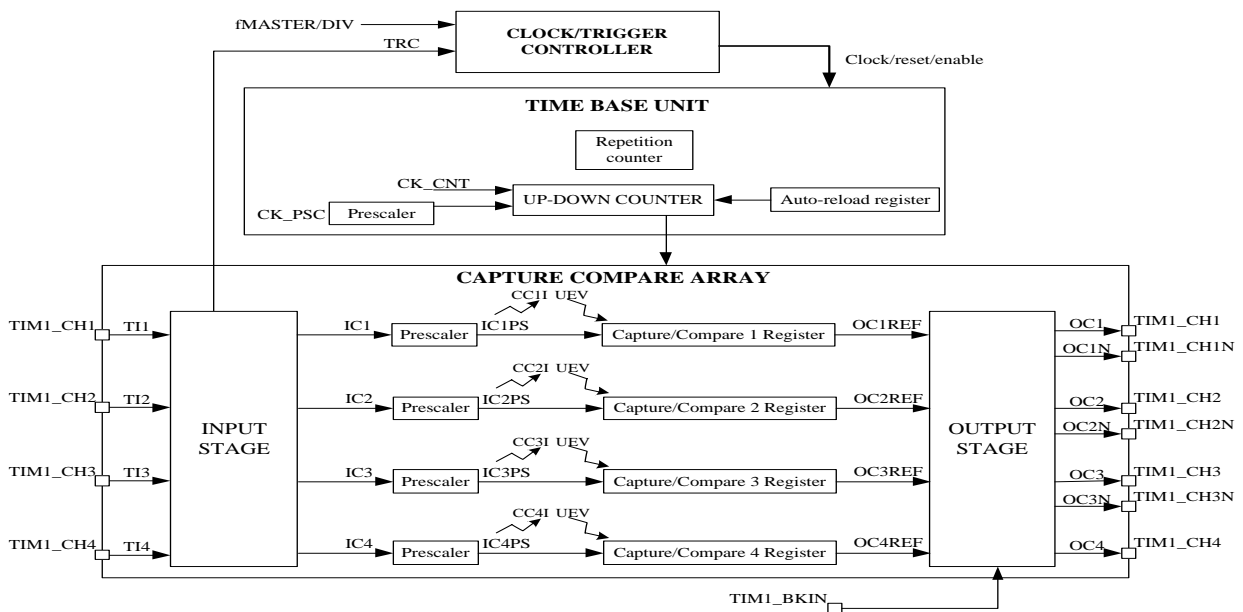 fMASTER/DIV
TRC
CLOCK/TRIGGER
CONTROLLER
Clock/reset/enable
TIME BASE UNIT
Repetition
counter
CK_CNT
UP-DOWN COUNTER
Auto-reload register
CK_PSC
Prescaler
CAPTURE COMPARE ARRAY
TIM1_CH1
TI1
IC1
Prescaler
IC1PS
CC1I
UEV
Capture/Compare 1 Register
OC1REF
OC1
TIM1_CH1
OC1N
TIM1_CH1N
TIM1_CH2
TI2
IC2
Prescaler
IC2PS
CC2I
UEV
Capture/Compare 2 Register
OC2REF
OC2
TIM1_CH2
OC2N
TIM1_CH2N
INPUT
STAGE
OUTPUT
STAGE
TIM1_CH3
TI3
IC3
Prescaler
IC3PS
CC3I
UEV
Capture/Compare 3 Register
OC3REF
OC3
TIM1_CH3
OC3N
TIM1_CH3N
TIM1_CH4
TI4
IC4
Prescaler
IC4PS
CC4I
UEV
Capture/Compare 4 Register
OC4REF
OC4
TIM1_CH4
TIM1_BKIN